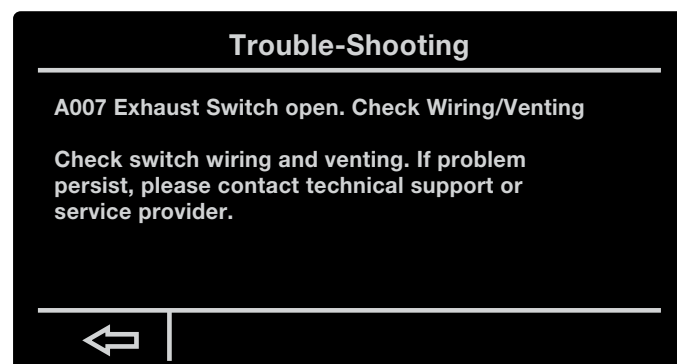 Trouble-Shooting
A007 Exhaust Switch open. Check Wiring/Venting
Check switch wiring and venting. If problem
persist, please contact technical support or
service provider.